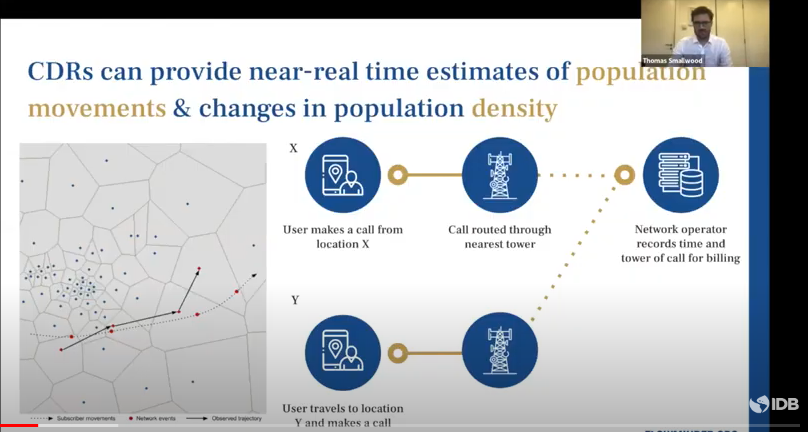 Thomas Smallwood
CDRs can provide near-real time estimates of population
movements & changes in population density
X
User makes a call from
location X
Call routed through
nearest tower
Network operator
records time and
tower of call for billing
Y
User travels to location
Y and makes a call
Subscriber movements
Network events
Observed trajectory
IDB